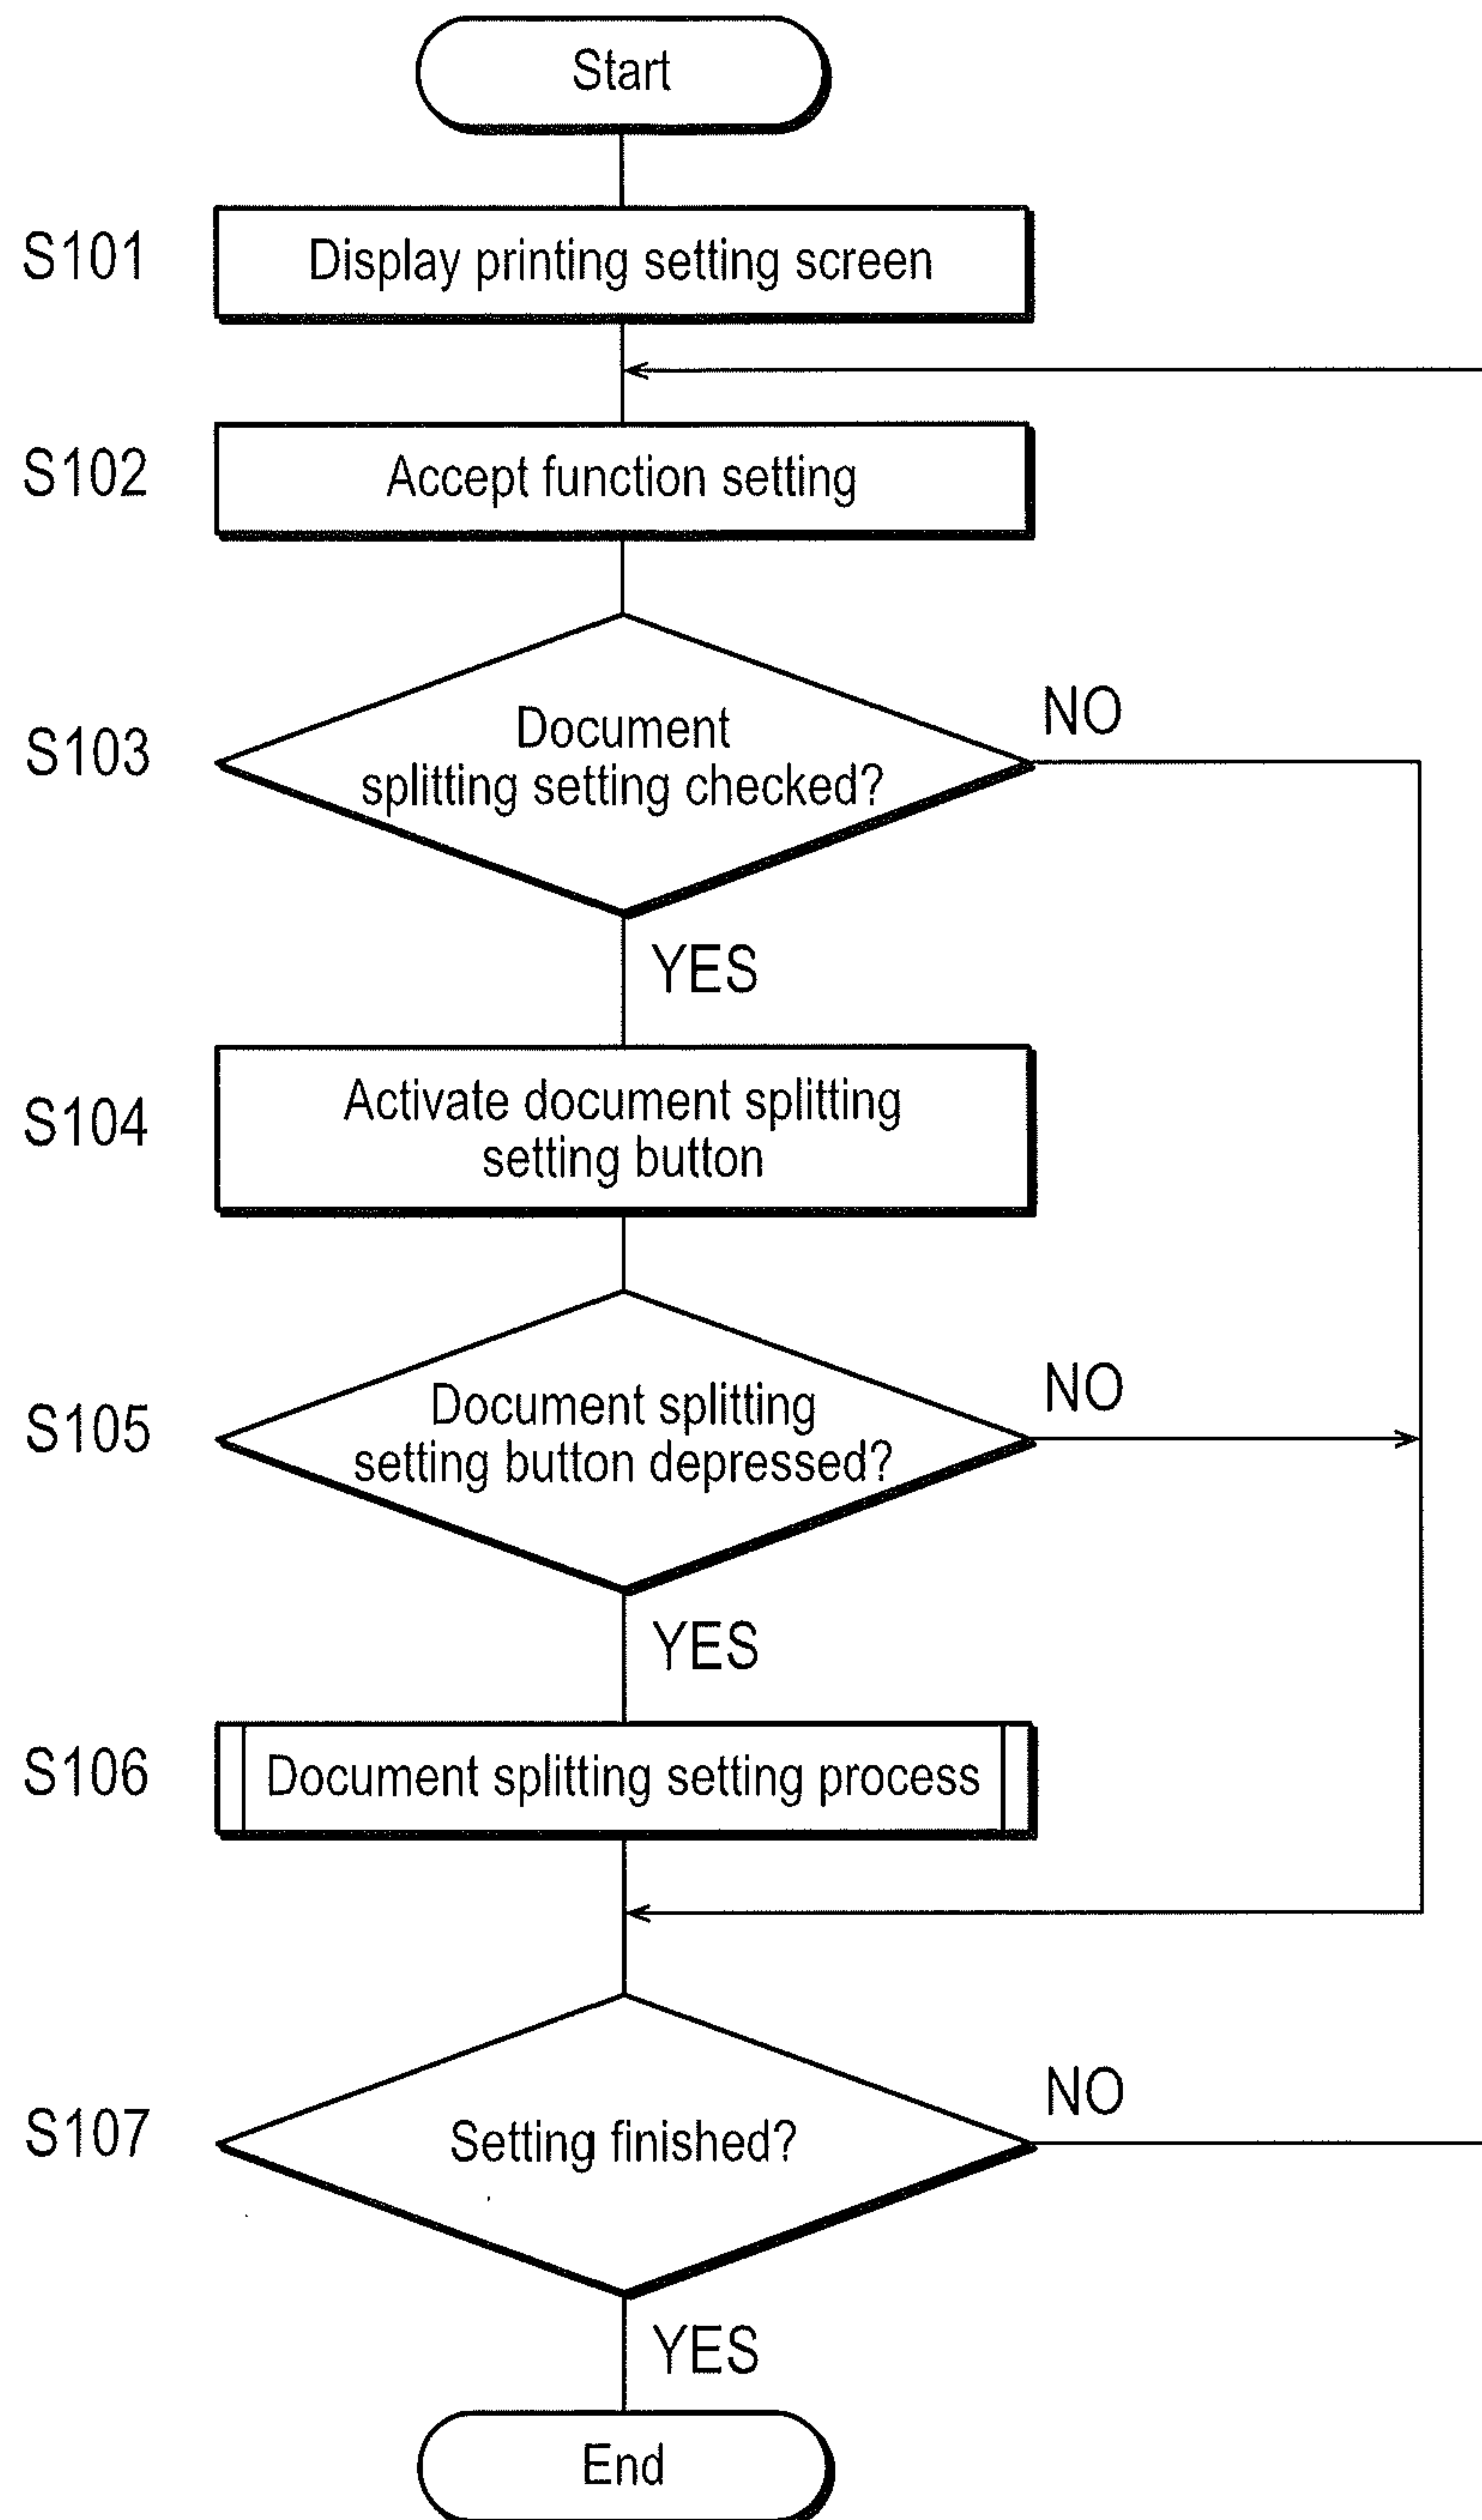 Start
S101
Display printing setting screen
S102
Accept function setting
S103
Document
splitting setting checked?
NO
YES
S104
Activate document splitting
setting button
S105
Document splitting
setting button depressed?
NO
YES
S106
Document splitting setting process
S107
Setting finished?
NO
YES
End